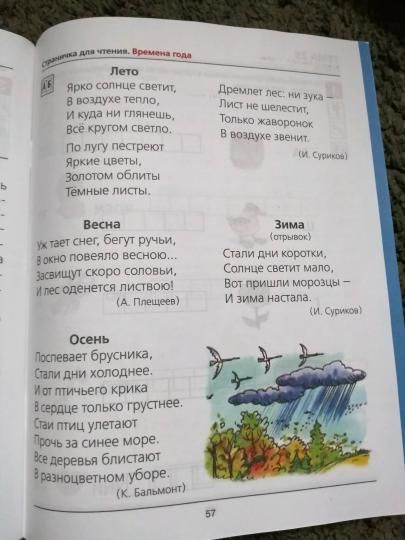 Страничка для чтения. Времена года
А Б
Лето
Ярко солнце светит,
В воздухе тепло,
И куда ни глянешь,
Всё кругом светло.
По лугу пестреют
Яркие цветы,
Золотом облиты
Тёмные листы.
Дремлет лес: ни зука –
Лист не шелестит,
Только жаворонок
В воздухе звенит.
(И. Суриков)
Весна
Уж тает снег, бегут ручьи,
В окно повеяло весною...
Засвищут скоро соловьи,
И лес оденется листвою!
(А. Плещеев)
Зима
(отрывок)
Стали дни коротки,
Солнце светит мало,
Вот пришли морозцы –
И зима настала.
(И. Суриков)
Осень
Поспевает брусника,
Стали дни холоднее.
И от птичьего крика
В сердце только грустнее.
Стаи птиц улетают
Прочь за синее море.
Все деревья блистают
В разноцветном уборе.
(К. Бальмонт)
57